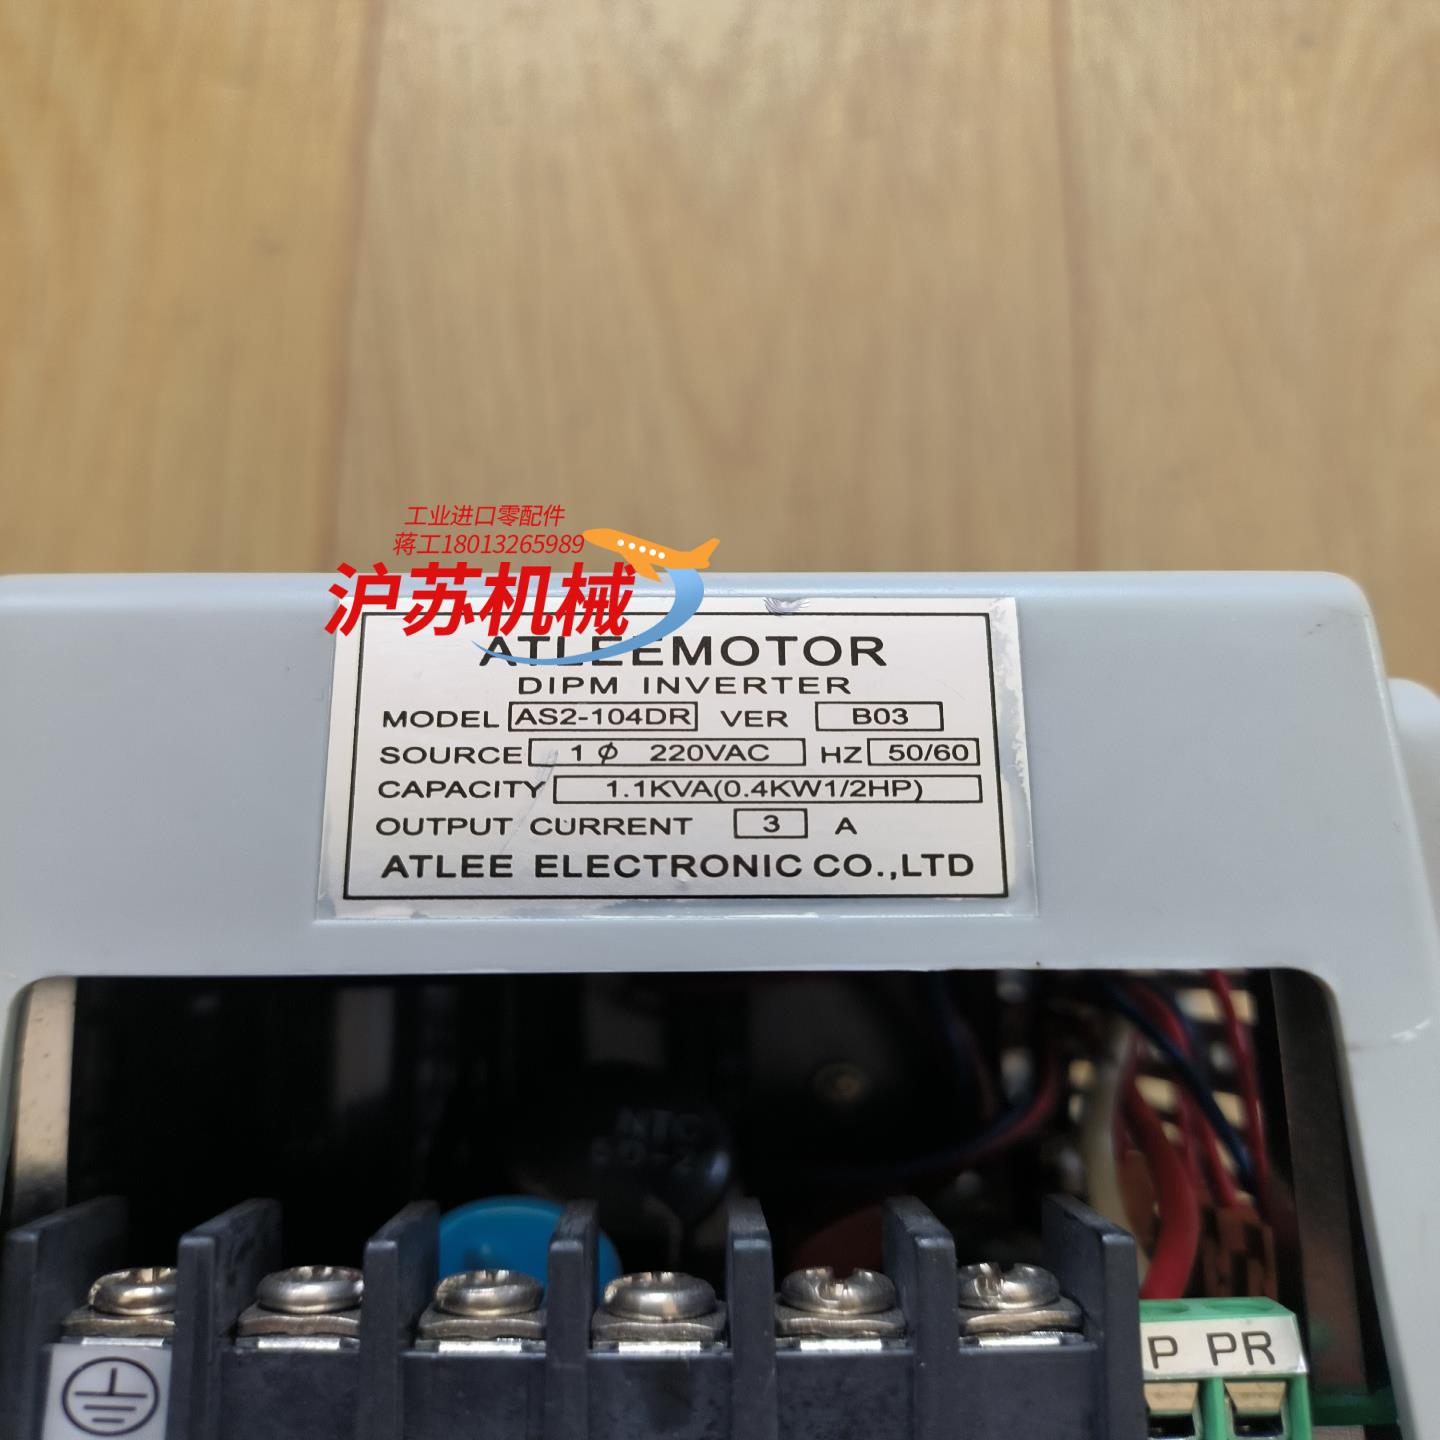 工业进口零配件
蒋工18013265989
沪苏机械
ATLEEMOTOR
DIPM INVERTER
MODEL AS2-104DR VER B03
SOURCE 1 ϕ 220VAC HZ 50/60
CAPACITY 1.1KVA(0.4KW1/2HP)
OUTPUT CURRENT 3 A
ATLEE ELECTRONIC CO.,LTD
NTC
P PR